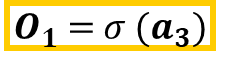 O₁ = σ (a₃)